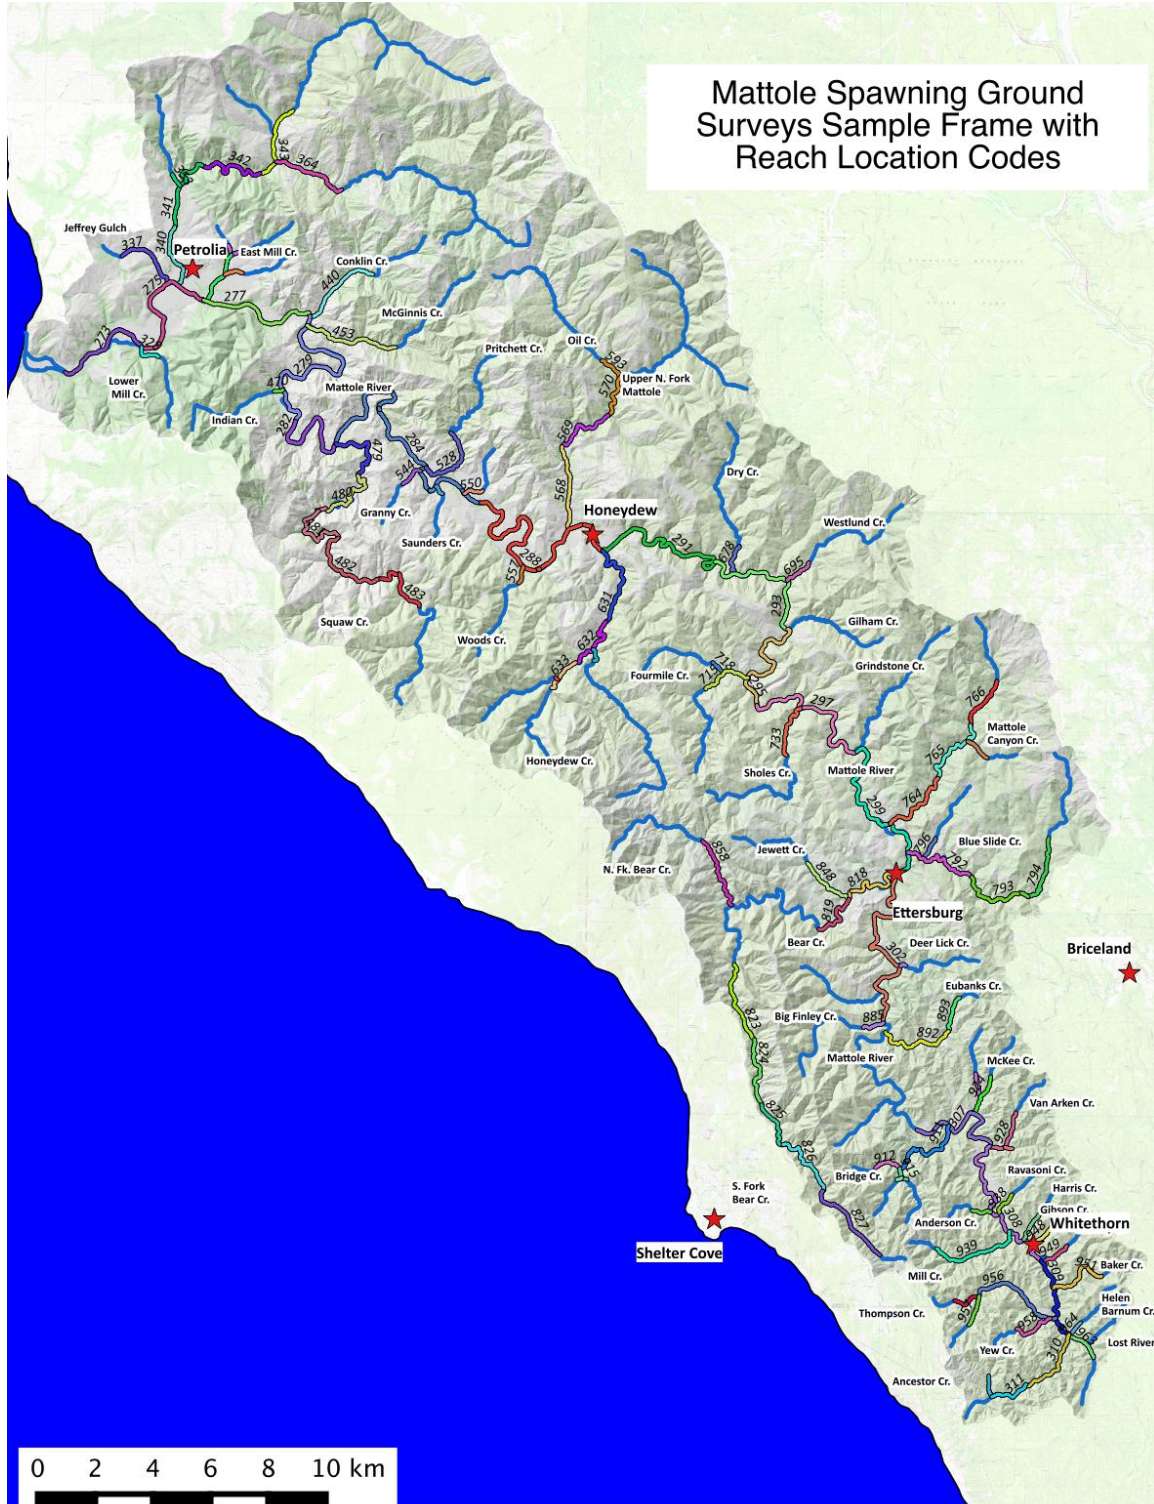 Mattole Spawning Ground
Surveys Sample Frame with
Reach Location Codes
343
342
364
341
Jeffrey Gulch
337
340
Petrolia
East Mill Cr.
Conklin Cr.
440
275
277
McGinnis Cr.
453
273
Oil Cr.
Pritchett Cr.
593
279
570
Upper N. Fork
Mattole
Lower
Mill Cr.
470
Mattole River
Indian Cr.
282
569
479
284
528
544
Dry Cr.
550
480
568
Granny Cr.
Honeydew
Westlund Cr.
Saunders Cr.
291
678
482
288
557
695
483
631
293
Squaw Cr.
Gilham Cr.
Woods Cr.
632
633
718
Grindstone Cr.
Fourmile Cr.
719
295
297
766
Mattole
Canyon Cr.
733
Honeydew Cr.
Sholes Cr.
Mattole River
765
299
764
796
Blue Slide Cr.
858
Jewett Cr.
792
N. Fk. Bear Cr.
848
818
793
794
819
Ettersburg
Bear Cr.
302
Deer Lick Cr.
Briceland
Eubanks Cr.
823
Big Finley Cr.
885
893
892
824
Mattole River
McKee Cr.
825
307
Van Arken Cr.
928
826
912
915
Bridge Cr.
Ravasoni Cr.
S. Fork
Bear Cr.
Harris Cr.
827
Anderson Cr.
308
Gibson Cr.
948
Whitethorn
Shelter Cove
939
949
309
951
Baker Cr.
Mill Cr.
956
Helen
Barnum Cr.
Thompson Cr.
958
963
Lost River
Yew Cr.
310
Ancestor Cr.
311
0 2 4 6 8 10 km